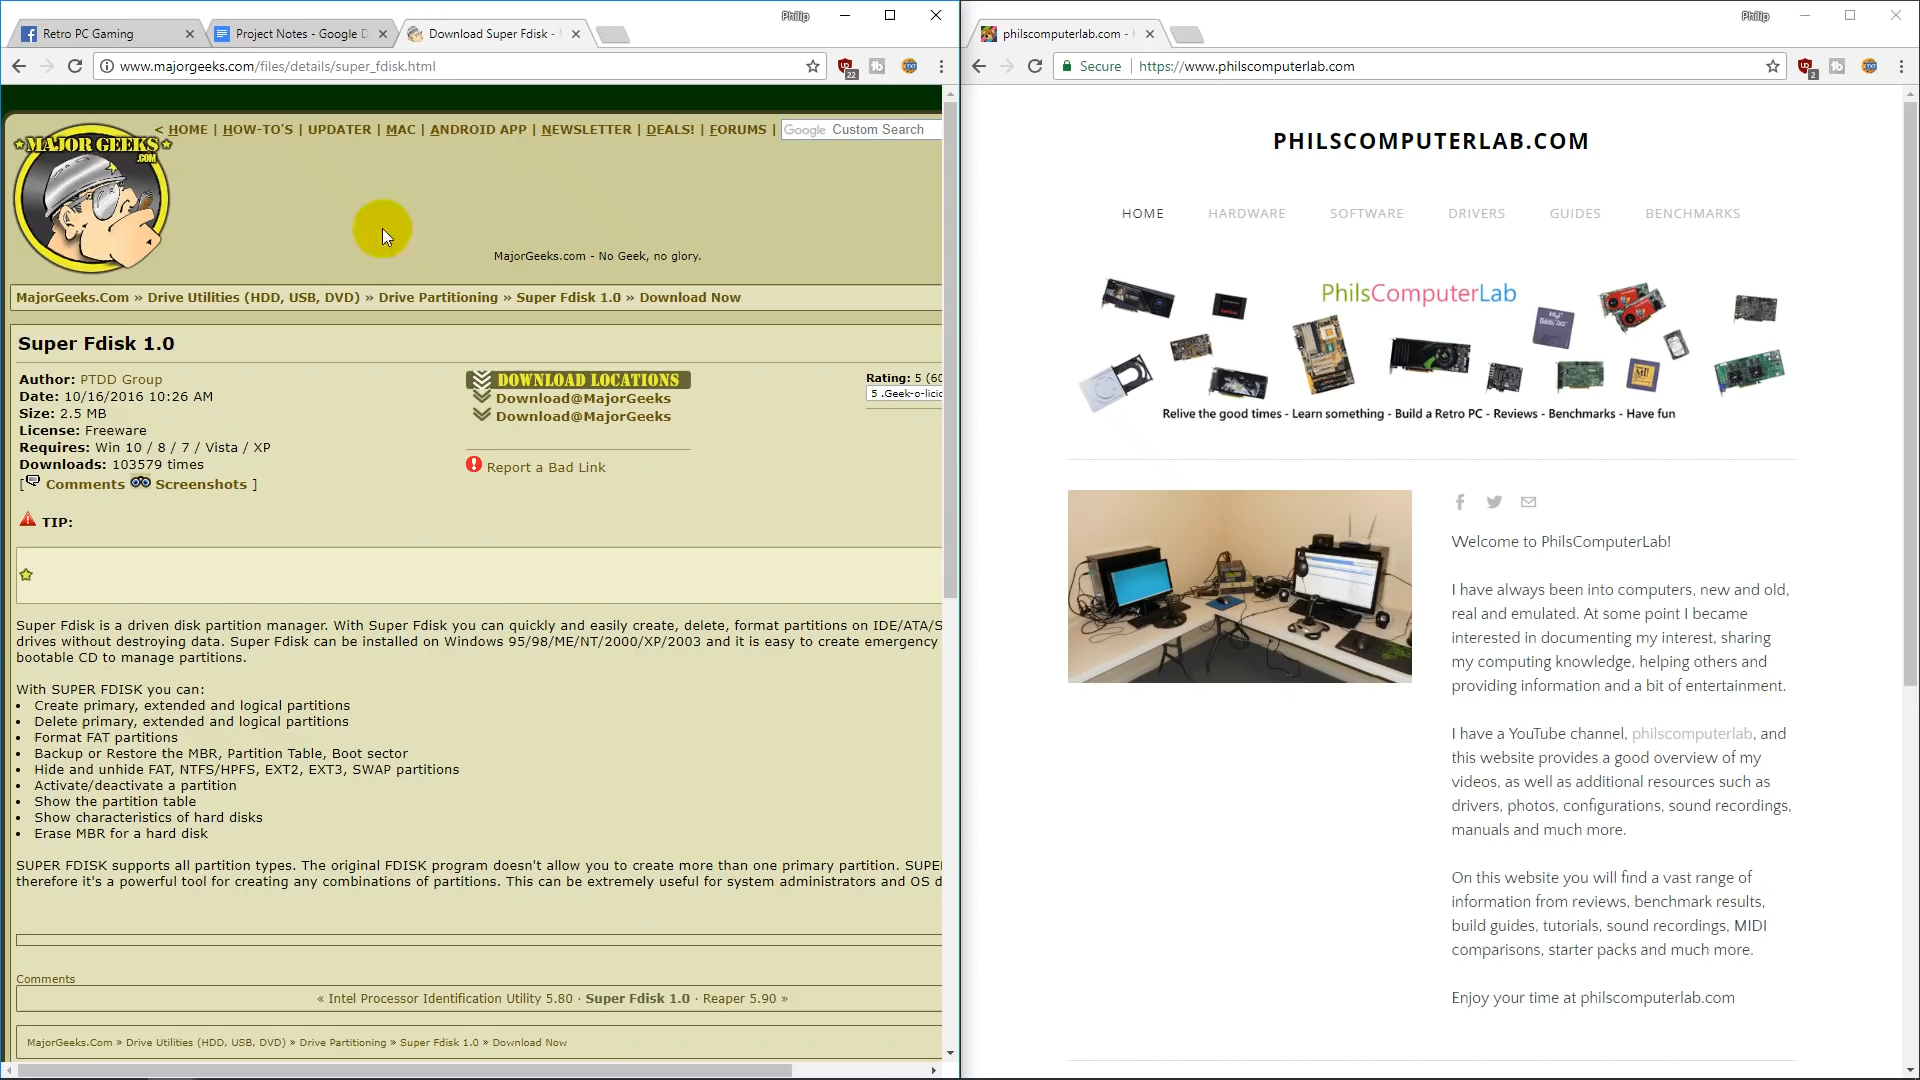 Philip
Retro PC Gaming
Project Notes - Google D
Download Super Fdisk -
www.majorgeeks.com/files/details/super_fdisk.html
22
MAJOR GEEKS
.COM
< HOME | HOW-TO'S | UPDATER | MAC | ANDROID APP | NEWSLETTER | DEALS! | FORUMS |
Google Custom Search
MajorGeeks.com - No Geek, no glory.
MajorGeeks.Com » Drive Utilities (HDD, USB, DVD) » Drive Partitioning » Super Fdisk 1.0 » Download Now
Super Fdisk 1.0
Author: PTDD Group
Date: 10/16/2016 10:26 AM
Size: 2.5 MB
License: Freeware
Requires: Win 10 / 8 / 7 / Vista / XP
Downloads: 103579 times
[ Comments Screenshots ]
DOWNLOAD LOCATIONS
Download@MajorGeeks
Download@MajorGeeks
Report a Bad Link
Rating: 5 (60
5 .Geek-o-licio
TIP:
Super Fdisk is a driven disk partition manager. With Super Fdisk you can quickly and easily create, delete, format partitions on IDE/ATA/S
drives without destroying data. Super Fdisk can be installed on Windows 95/98/ME/NT/2000/XP/2003 and it is easy to create emergency
bootable CD to manage partitions.
With SUPER FDISK you can:
• Create primary, extended and logical partitions
• Delete primary, extended and logical partitions
• Format FAT partitions
• Backup or Restore the MBR, Partition Table, Boot sector
• Hide and unhide FAT, NTFS/HPFS, EXT2, EXT3, SWAP partitions
• Activate/deactivate a partition
• Show the partition table
• Show characteristics of hard disks
• Erase MBR for a hard disk
SUPER FDISK supports all partition types. The original FDISK program doesn't allow you to create more than one primary partition. SUPE
therefore it's a powerful tool for creating any combinations of partitions. This can be extremely useful for system administrators and OS d
Comments
« Intel Processor Identification Utility 5.80 · Super Fdisk 1.0 · Reaper 5.90 »
MajorGeeks.Com » Drive Utilities (HDD, USB, DVD) » Drive Partitioning » Super Fdisk 1.0 » Download Now
Philip
philscomputerlab.com -
Secure
https://www.philscomputerlab.com
2
PHILSCOMPUTERLAB.COM
HOME
HARDWARE
SOFTWARE
DRIVERS
GUIDES
BENCHMARKS
PhilsComputerLab
Relive the good times - Learn something - Build a Retro PC - Reviews - Benchmarks - Have fun
Welcome to PhilsComputerLab!
I have always been into computers, new and old,
real and emulated. At some point I became
interested in documenting my interest, sharing
my computing knowledge, helping others and
providing information and a bit of entertainment.
I have a YouTube channel, philscomputerlab, and
this website provides a good overview of my
videos, as well as additional resources such as
drivers, photos, configurations, sound recordings,
manuals and much more.
On this website you will find a vast range of
information from reviews, benchmark results,
build guides, tutorials, sound recordings, MIDI
comparisons, starter packs and much more.
Enjoy your time at philscomputerlab.com